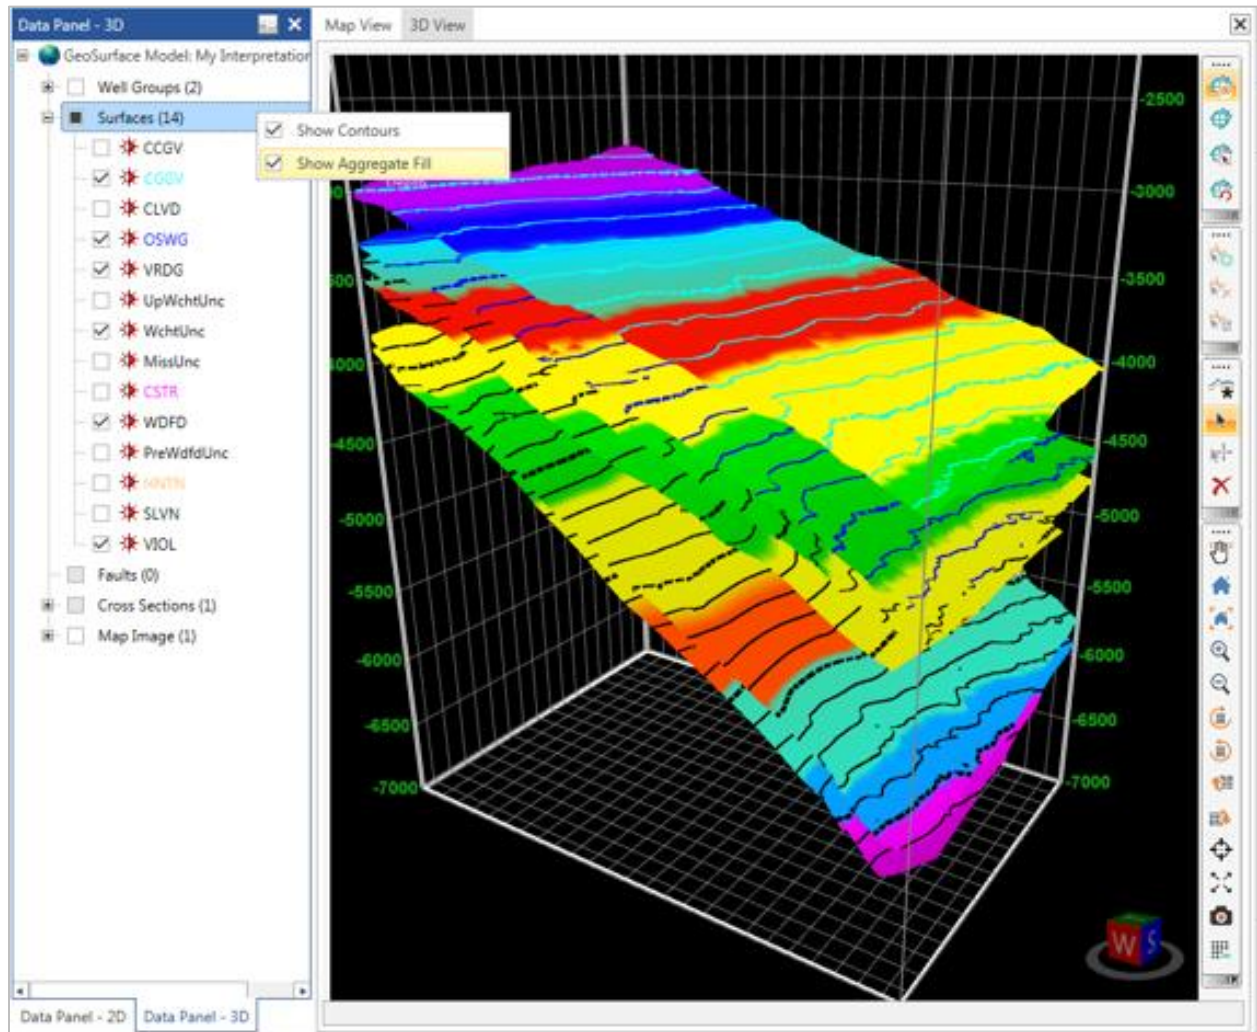 Data Panel - 3D
Map View
3D View
GeoSurface Model: My Interpretation
Well Groups (2)
Surfaces (14)
Show Contours
Show Aggregate Fill
CCGV
CGGV
CLVD
OSWG
VRDG
UpWchtUnc
WchtUnc
MissUnc
CSTR
WDFD
PreWdfdUnc
HNTN
SLVN
VIOL
Faults (0)
Cross Sections (1)
Map Image (1)
-4500
-5000
-5500
-6000
-6500
-7000
-2500
-3000
-3500
-4000
-4500
-5000
-5500
-6000
-6500
-7000
W S
Data Panel - 2D
Data Panel - 3D